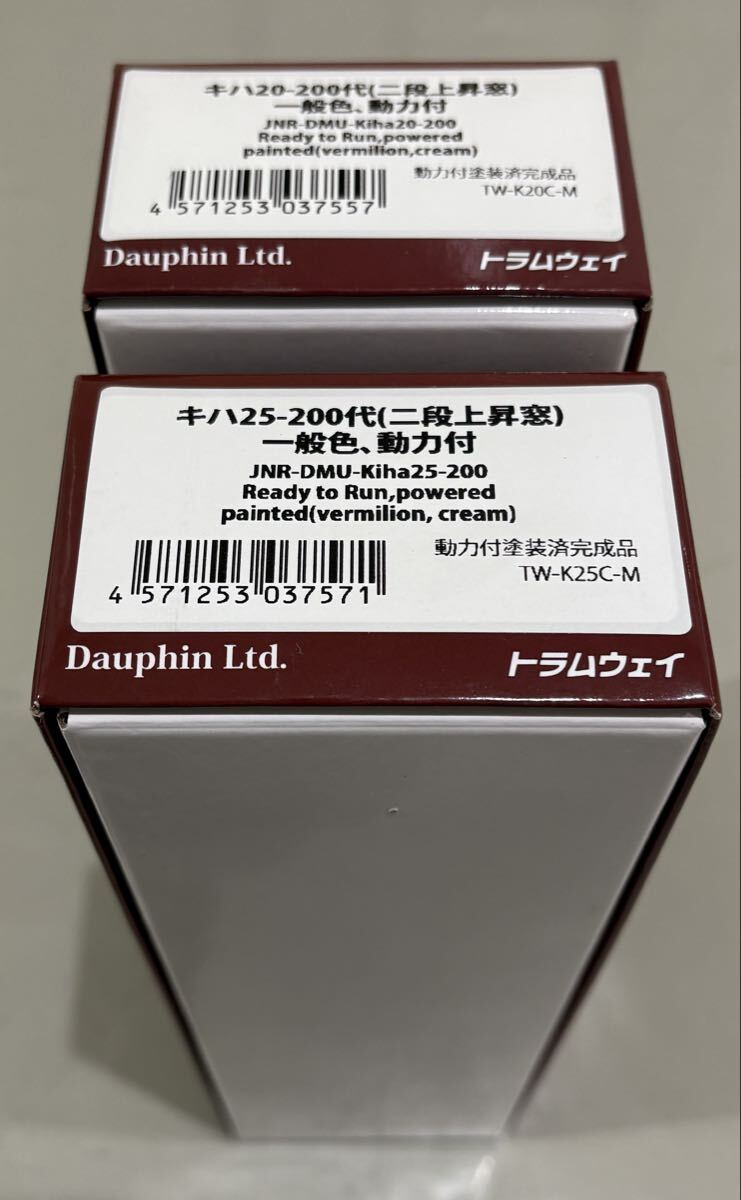 キハ20-200代(二段上昇窓)
一般色、動力付
JNR-DMU-Kiha20-200
Ready to Run,powered
painted(vermilion,cream)
動力付塗装済完成品
TW-K20C-M
4 571253 037557
Dauphin Ltd.
トラムウェイ
キハ25-200代(二段上昇窓)
一般色、動力付
JNR-DMU-Kiha25-200
Ready to Run,powered
painted(vermilion, cream)
動力付塗装済完成品
TW-K25C-M
4 571253 037571
Dauphin Ltd.
トラムウェイ